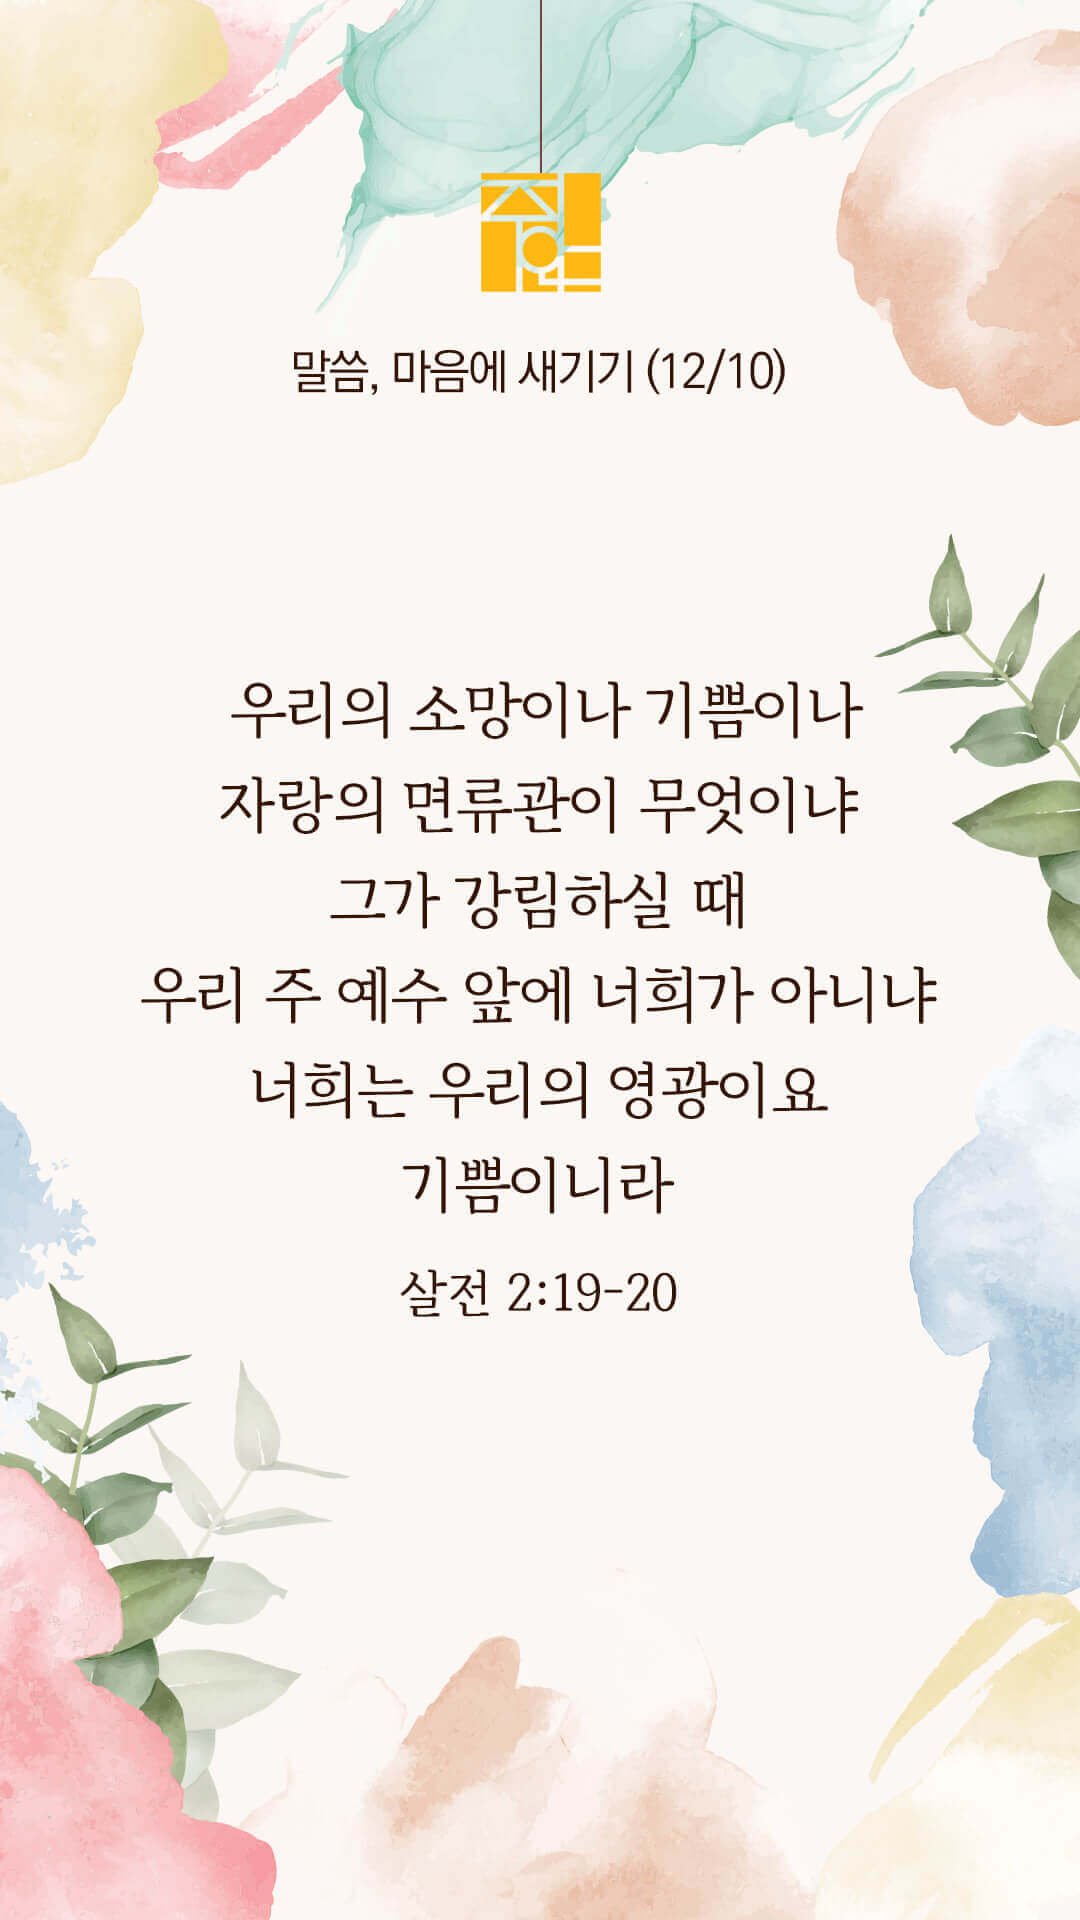 말씀, 마음에 새기기 (12/10)
우리의 소망이나 기쁨이나
자랑의 면류관이 무엇이냐
그가 강림하실 때
우리 주 예수 앞에 너희가 아니냐
너희는 우리의 영광이요
기쁨이니라
살전 2:19-20